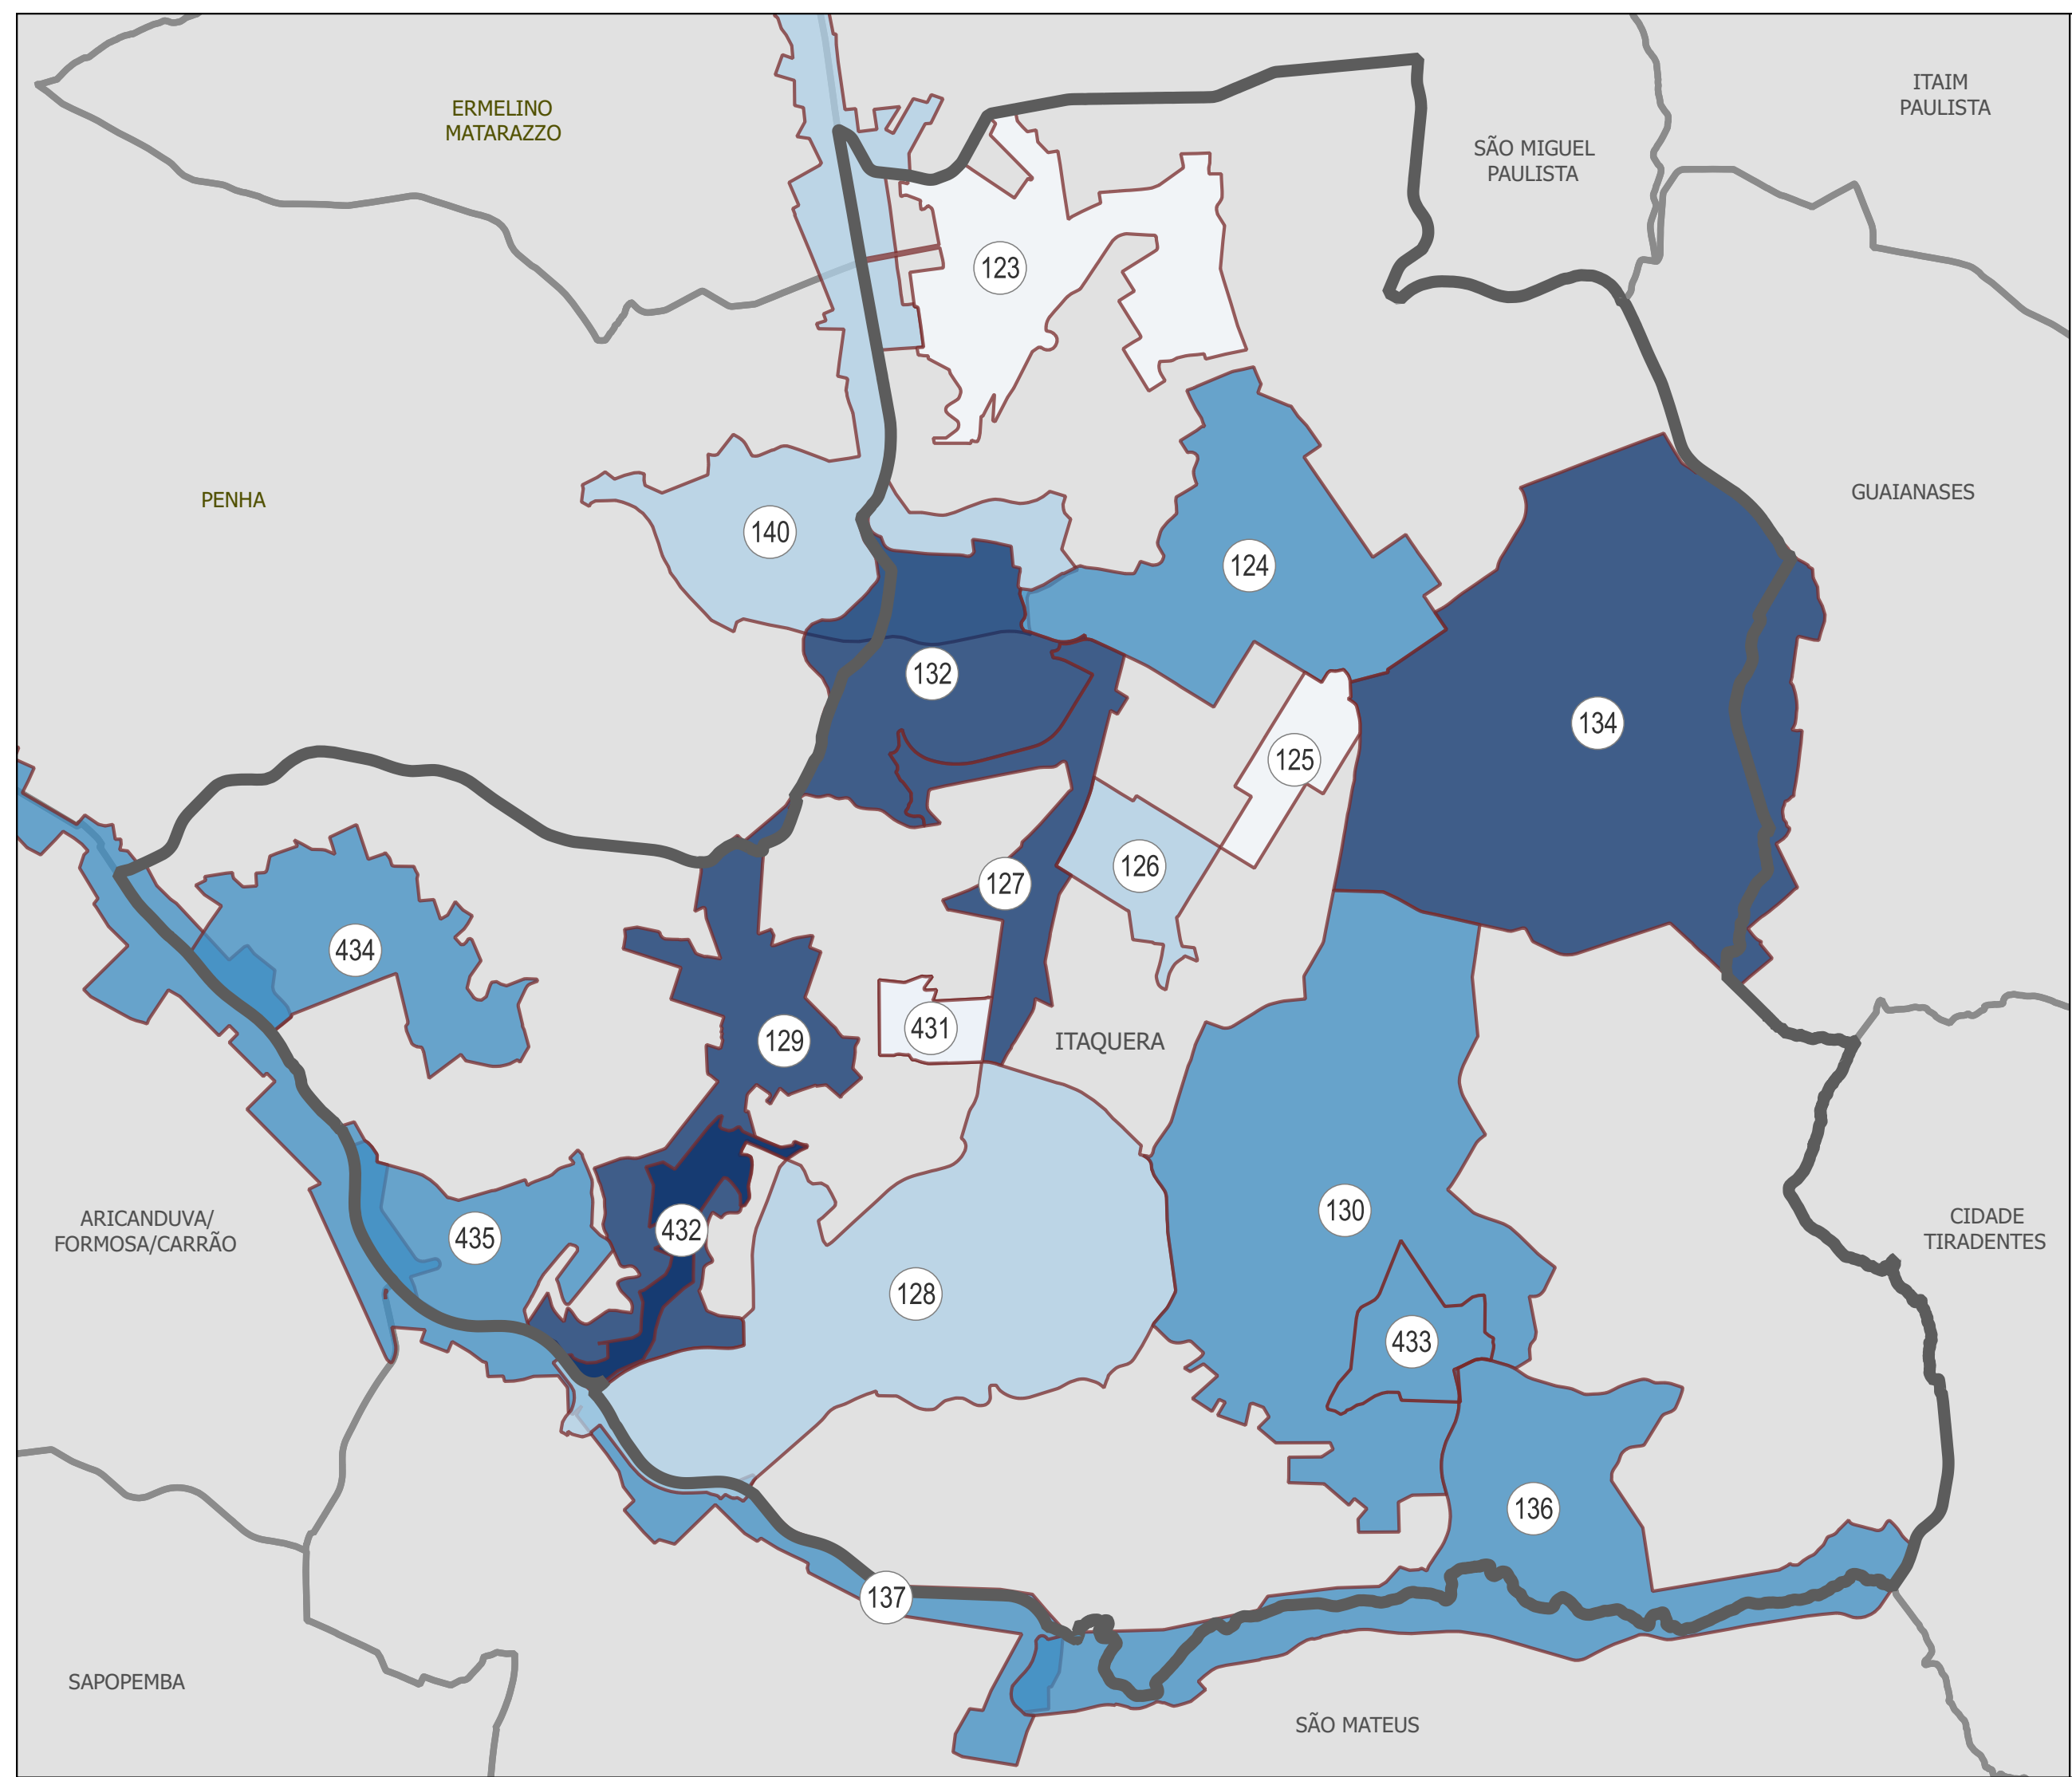 ITAIM
PAULISTA
ERMELINO
MATARAZZO
SÃO MIGUEL
PAULISTA
123
PENHA
GUAIANASES
140
124
132
134
125
126
127
434
431
129
ITAQUERA
130
ARICANDUVA/
FORMOSA/CARRÃO
435
432
CIDADE
TIRADENTES
128
433
136
137
SAPOPEMBA
SÃO MATEUS